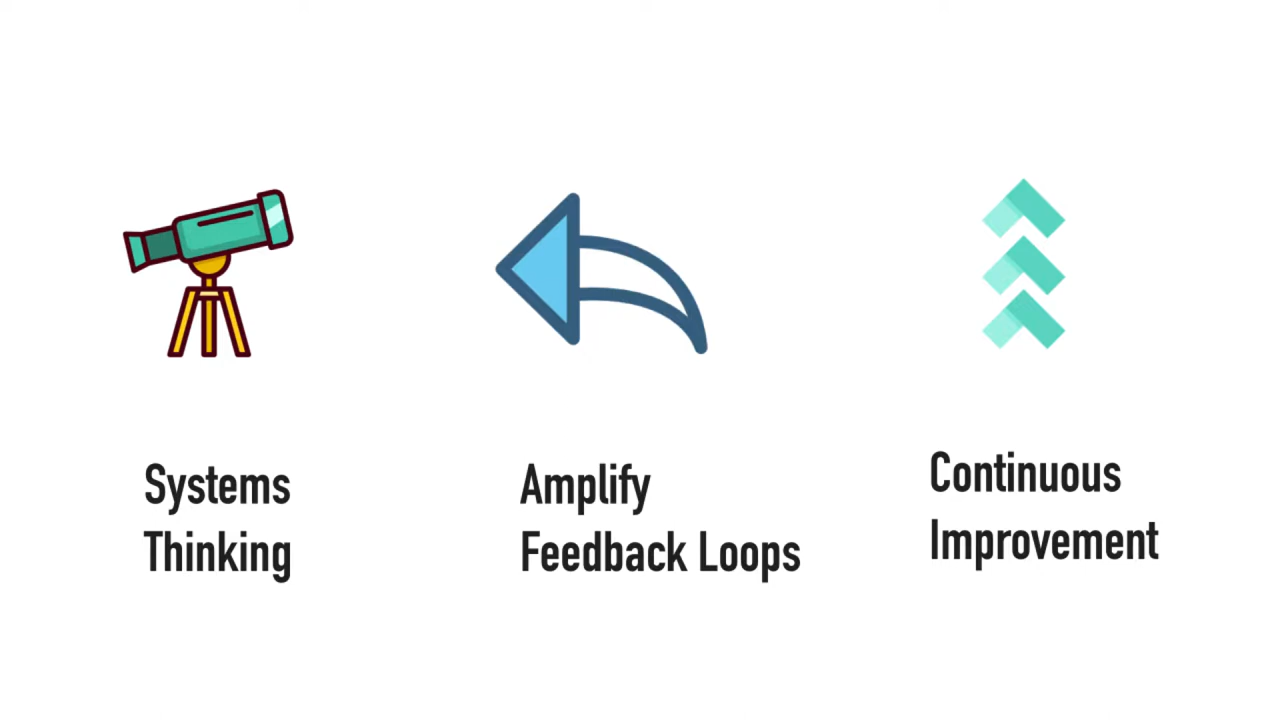 Systems
Thinking
Amplify
Feedback Loops
Continuous
Improvement